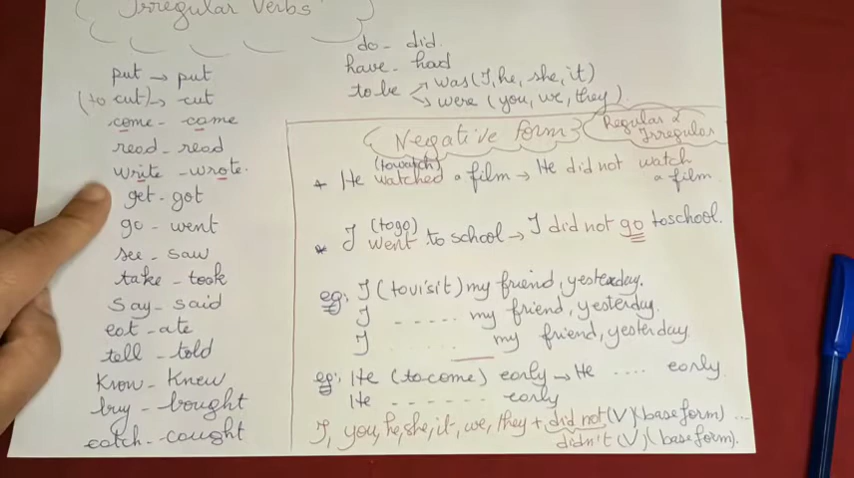 Irregular Verbs
put → put
(to cut) → cut
come - came
read - read
write - wrote.
get - got
go - went
see - saw
take - took
Say - said
eat - ate
tell - told
Know - Knew
buy - bought
catch - caught
do - did
have - had
to be → was (I, he, she, it)
→ were (you, we, they)
Negative form
Regular & Irregular
(to watch)
* He watched a film → He did not watch a film
(to go)
* I went to school → I did not go to school.
eg: I (to visit) my friend, yesterday.
I ..... my friend, yesterday.
I ..... my friend, yesterday
eg: He (to come) early → He .... early.
He ...... early
I, you, he, she, it, we, they + did not (V) (base form) ...
didn't (V) (base form).